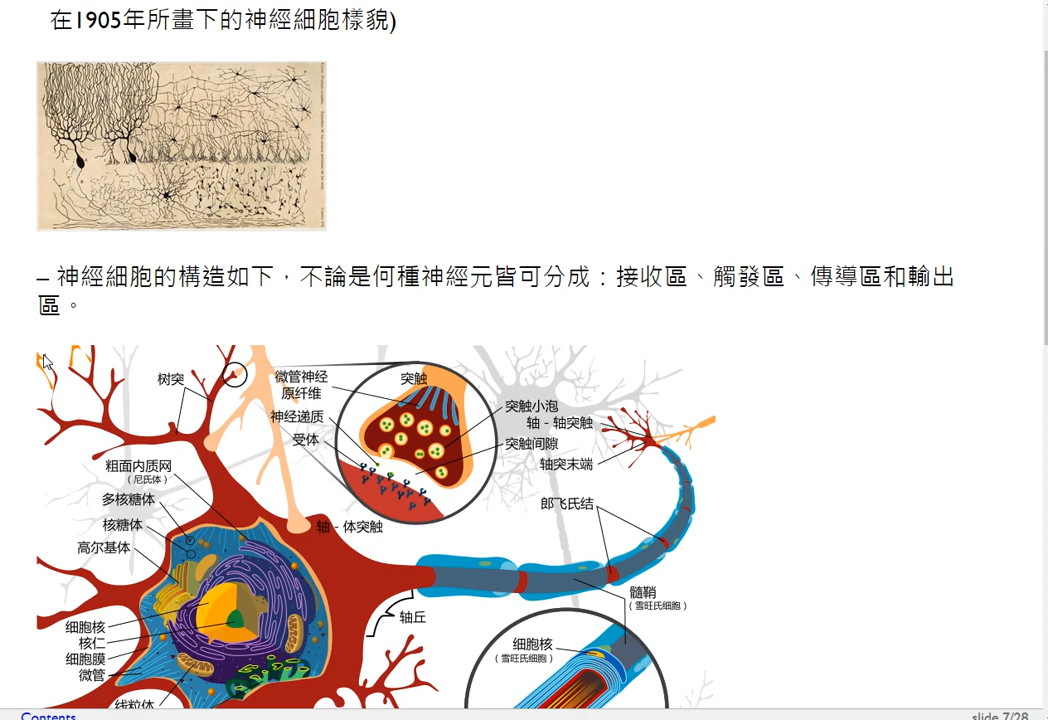 在1905年所畫下的神經細胞樣貌)
– 神經細胞的構造如下，不論是何種神經元皆可分成：接收區、觸發區、傳導區和輸出
區。
树突
微管神经
原纤维
突触
神经递质
受体
突触小泡
轴 - 轴突触
突触间隙
轴突末端
粗面内质网
（尼氏体）
多核糖体
核糖体
高尔基体
轴 - 体突触
郎飞氏结
髓鞘
（雪旺氏细胞）
轴丘
细胞核
核仁
细胞膜
微管
线粒体
细胞核
（雪旺氏细胞）
Contents
slide 7/28